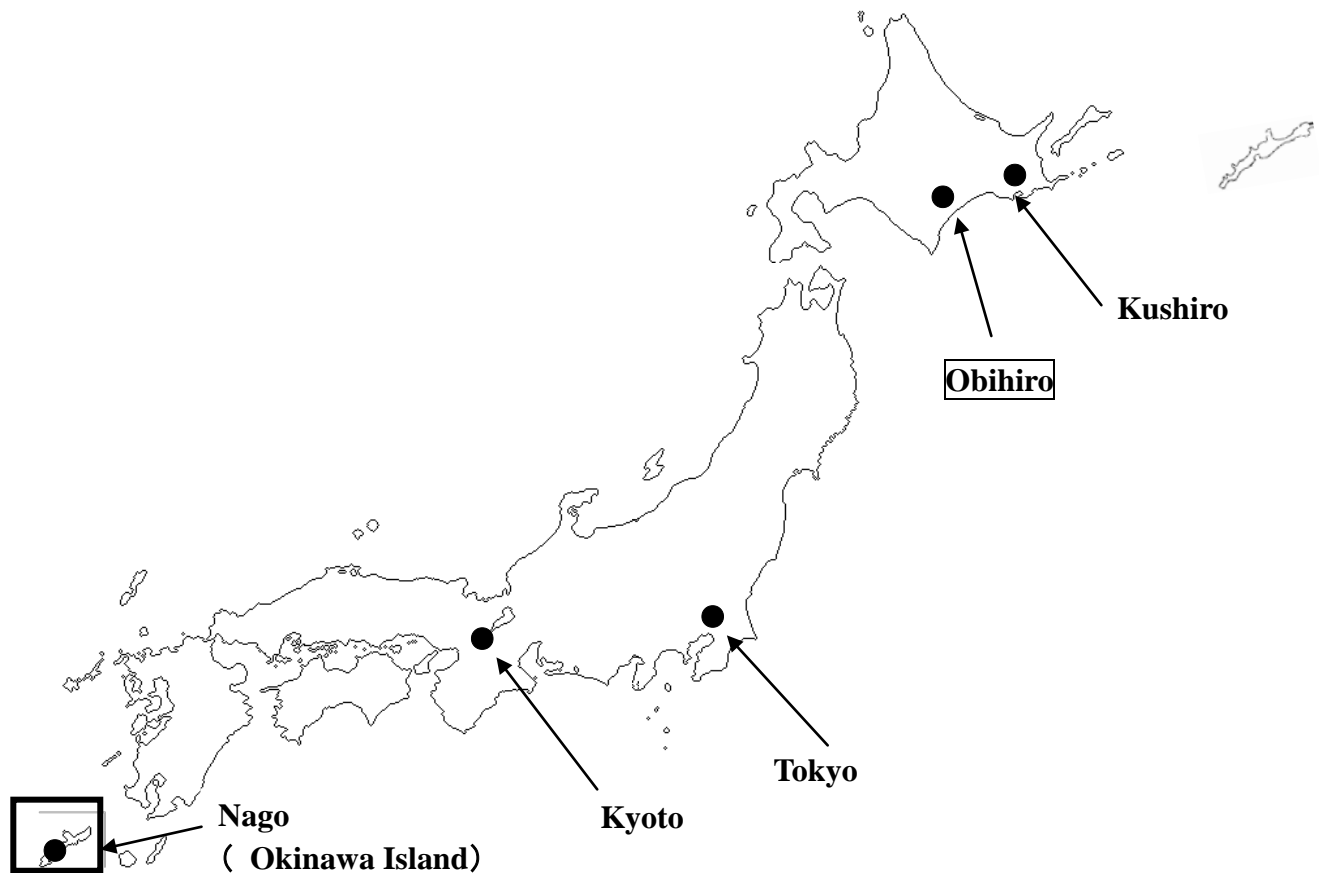 Kushiro
Obihiro
Tokyo
Nago
Kyoto
（ Okinawa Island）